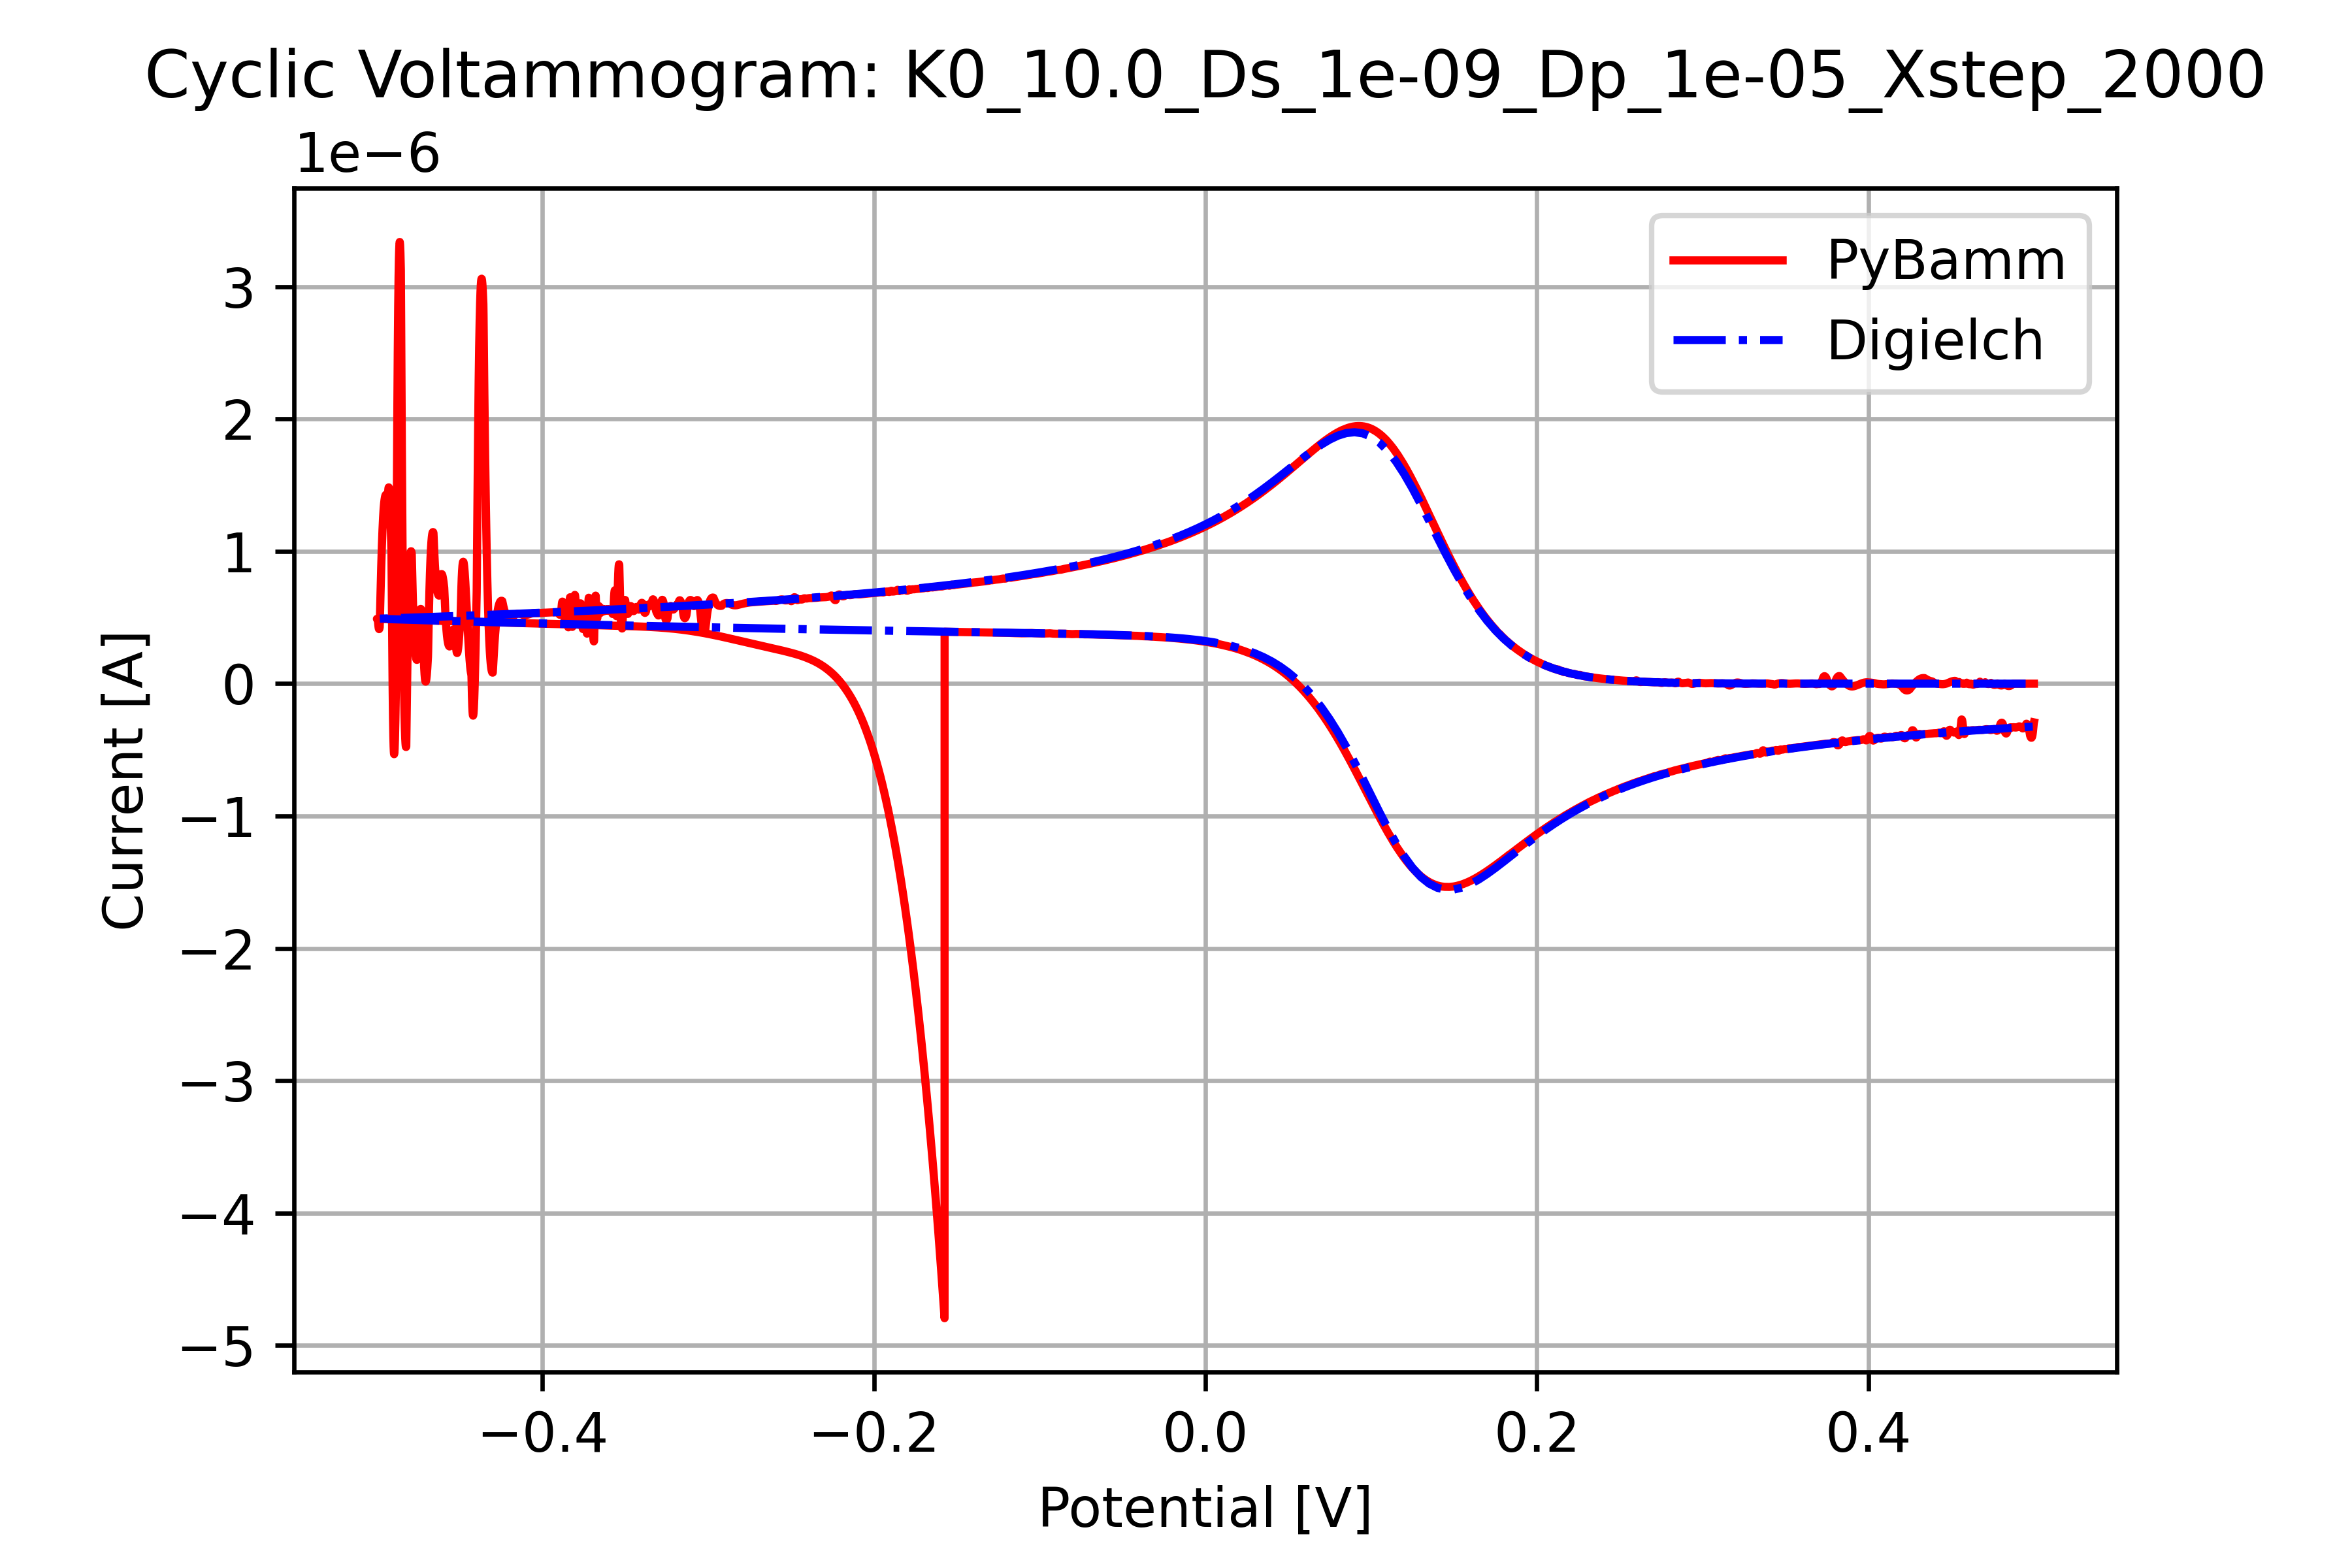 Cyclic Voltammogram: K0_10.0_Ds_1e-09_Dp_1e-05_Xstep_2000
1e−6
PyBamm
Digielch
3
2
1
0
−1
−2
−3
−4
−5
Current [A]
−0.4
−0.2
0.0
0.2
0.4
Potential [V]